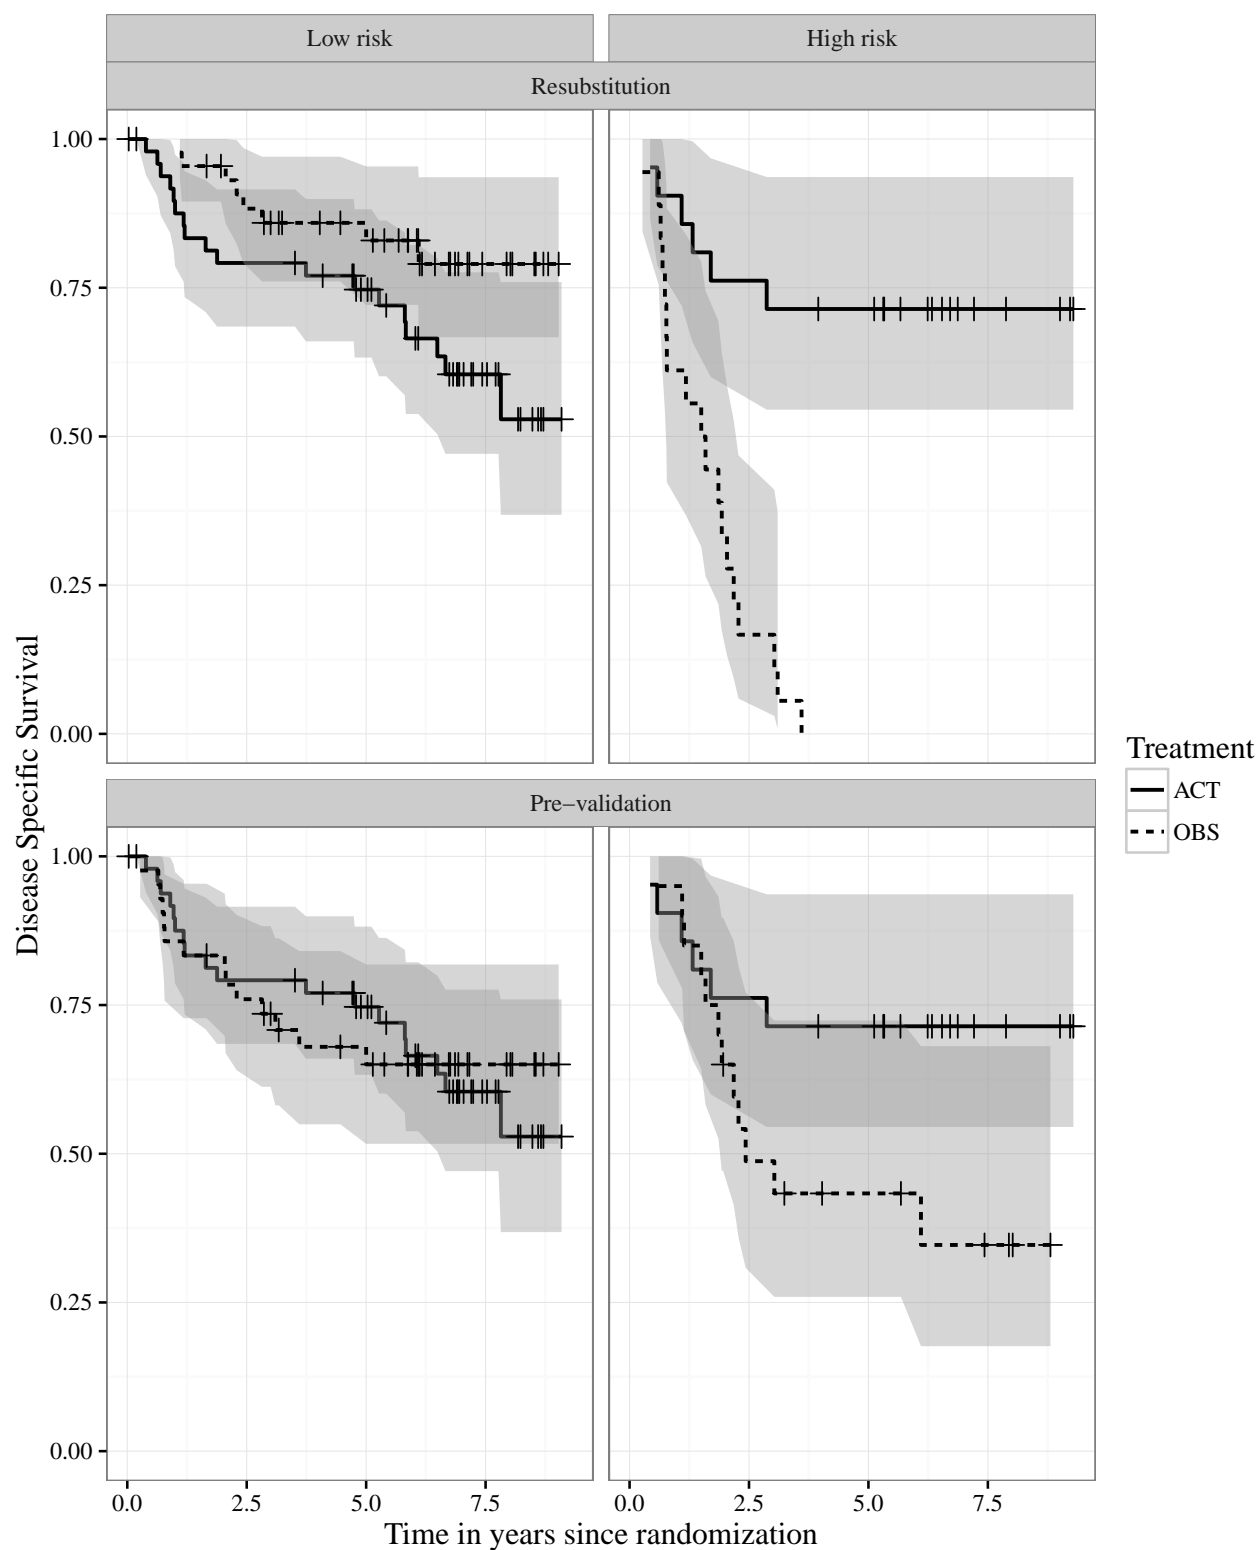 Low risk
High risk
Resubstitution
1.00
0.75
0.50
0.25
0.00
Disease Specific Survival
Pre−validation
1.00
0.75
0.50
0.25
0.00
0.0 2.5 5.0 7.5
0.0 2.5 5.0 7.5
Time in years since randomization
Treatment
ACT
OBS